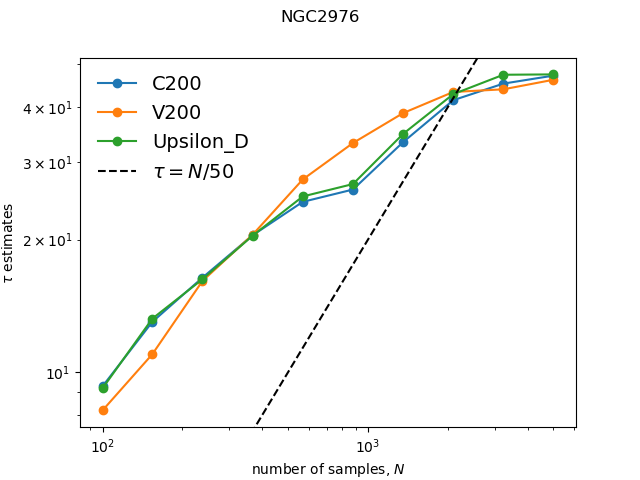 NGC2976
C200
V200
Upsilon_D
τ = N/50
4 × 10¹
3 × 10¹
2 × 10¹
10¹
τ estimates
10² 10³
number of samples, N